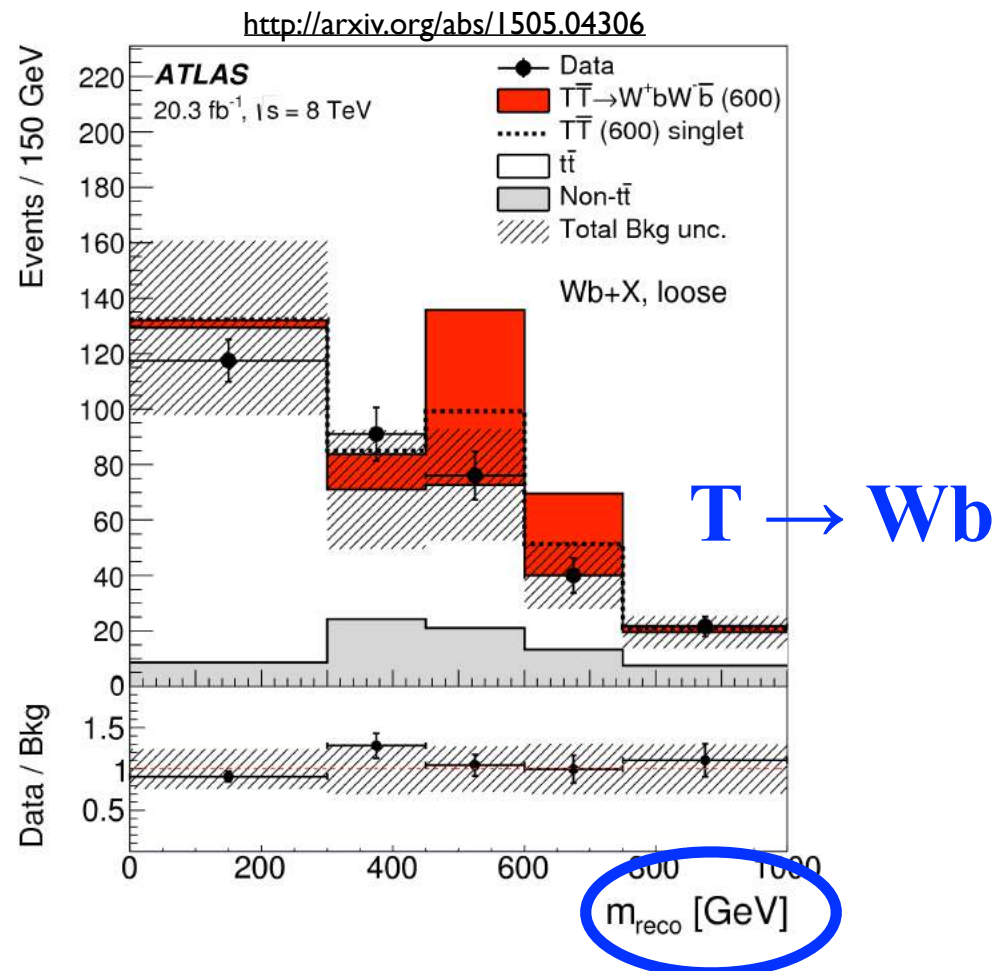 http://arxiv.org/abs/1505.04306
Events / 150 GeV
220
200
180
160
140
120
100
80
60
40
20
0
ATLAS
20.3 fb⁻¹, √s = 8 TeV
Data
TT̅→W⁺bW⁻b̅ (600)
TT̅ (600) singlet
tt̅
Non-tt̅
Total Bkg unc.
Wb+X, loose
T → Wb
Data / Bkg
1.5
1
0.5
0 200 400 600 800 1000
m_reco [GeV]